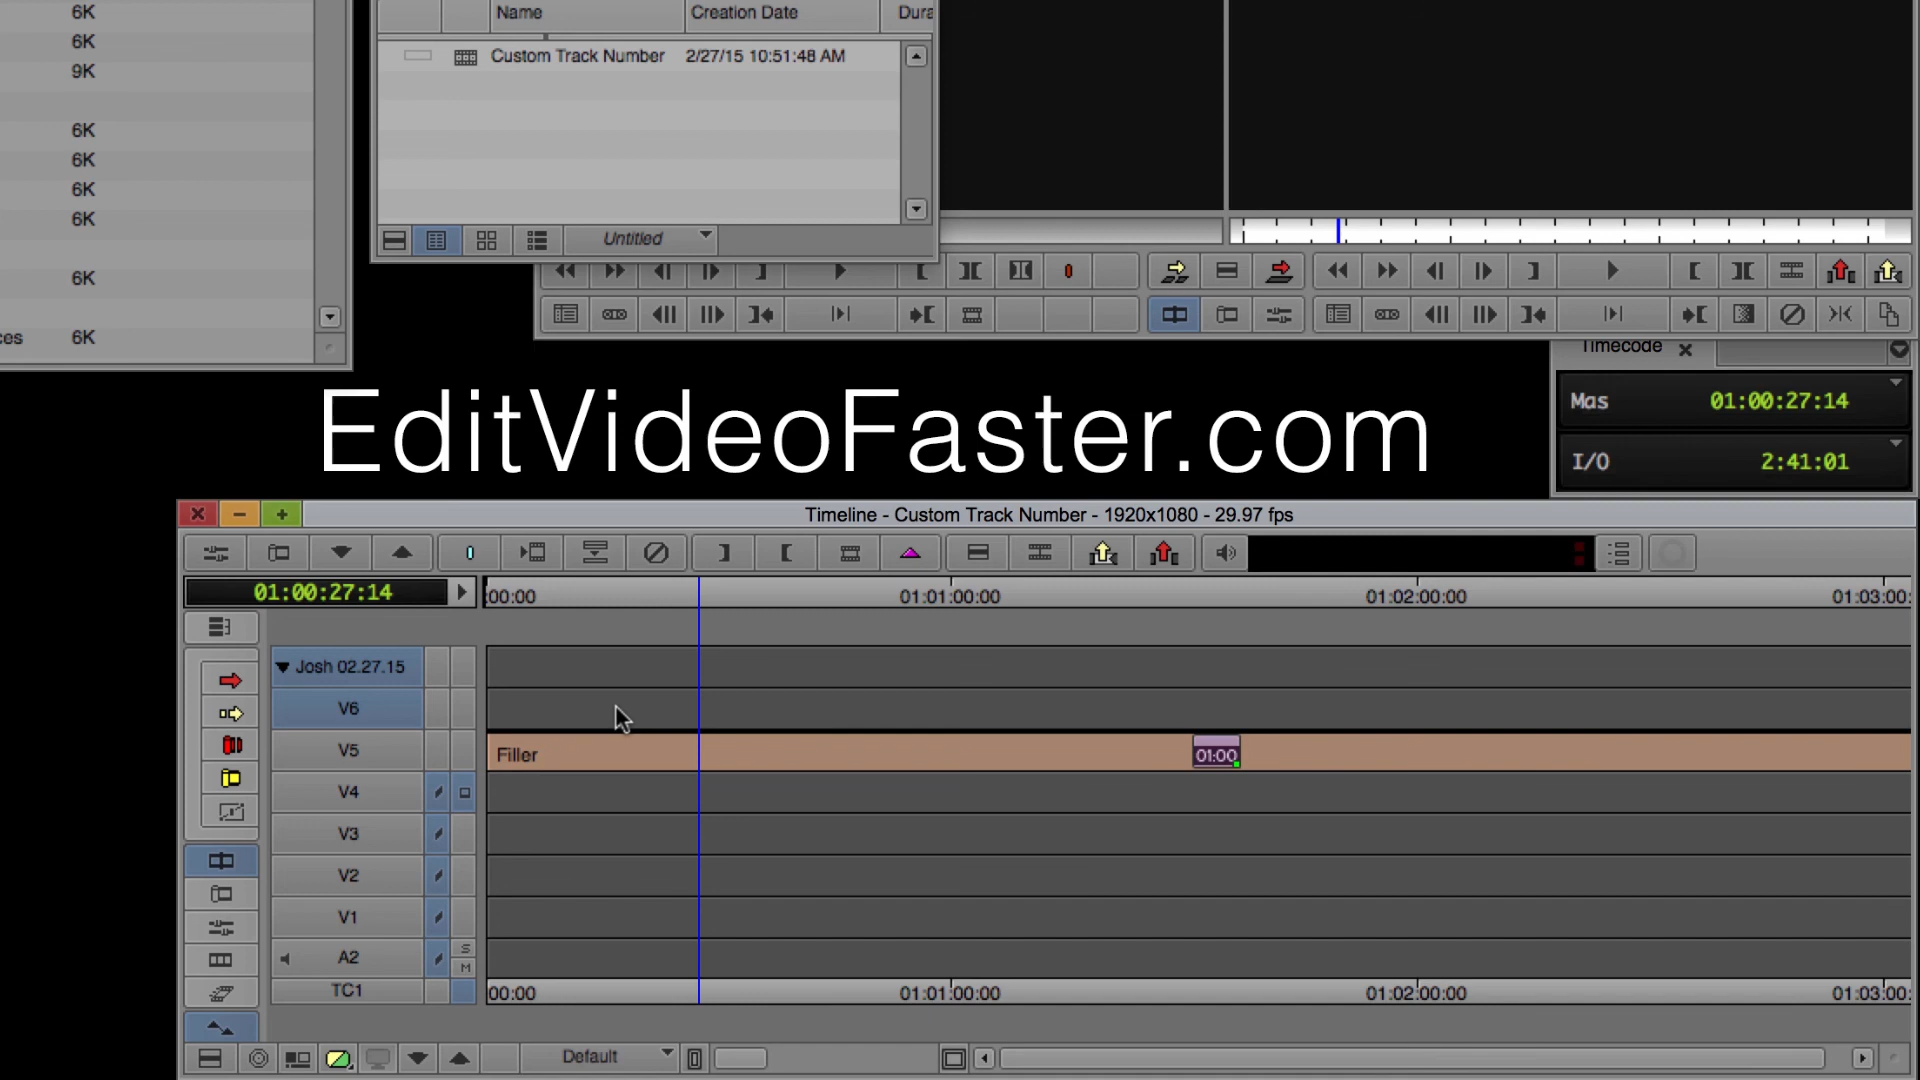 6K
6K
9K
6K
6K
6K
6K
6K
6K
Name Creation Date
Custom Track Number 2/27/15 10:51:48 AM
Untitled
Timecode
Mas 01:00:27:14
I/O 2:41:01
EditVideoFaster.com
Timeline - Custom Track Number - 1920x1080 - 29.97 fps
01:00:27:14
:00:00 01:01:00:00 01:02:00:00 01:03:00:
Josh 02.27.15
V6
V5 Filler 01:00
V4
V3
V2
V1
A2 S M
TC1 00:00 01:01:00:00 01:02:00:00 01:03:00:
Default